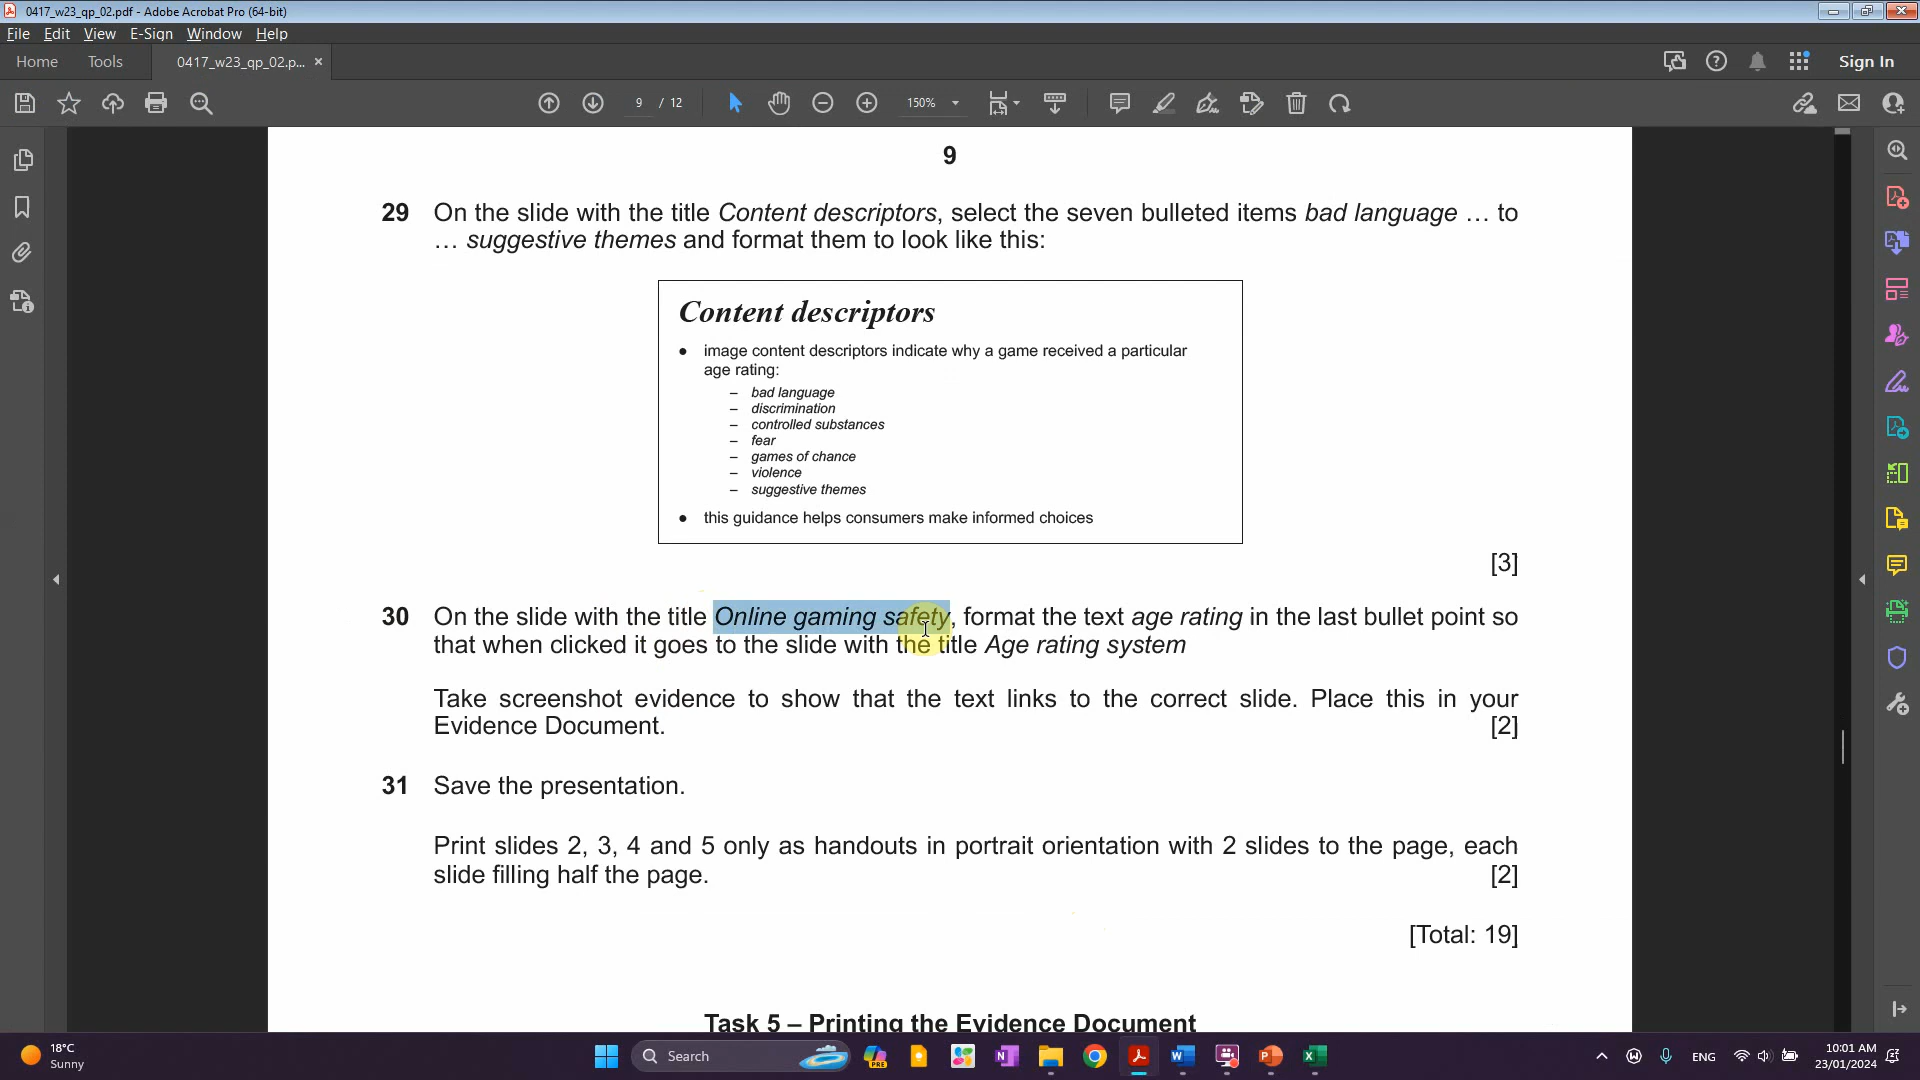 0417_w23_qp_02.pdf - Adobe Acrobat Pro (64-bit)
File Edit View E-Sign Window Help
Home Tools 0417_w23_qp_02.p... × Sign In
9 / 12 150%
9
29 On the slide with the title Content descriptors, select the seven bulleted items bad language … to
… suggestive themes and format them to look like this:
Content descriptors
● image content descriptors indicate why a game received a particular
age rating:
– bad language
– discrimination
– controlled substances
– fear
– games of chance
– violence
– suggestive themes
● this guidance helps consumers make informed choices
[3]
30 On the slide with the title Online gaming safety, format the text age rating in the last bullet point so
that when clicked it goes to the slide with the title Age rating system
Take screenshot evidence to show that the text links to the correct slide. Place this in your
Evidence Document. [2]
31 Save the presentation.
Print slides 2, 3, 4 and 5 only as handouts in portrait orientation with 2 slides to the page, each
slide filling half the page. [2]
[Total: 19]
Task 5 – Printing the Evidence Document
18°C
Sunny
Search
PRE
ENG
10:01 AM
23/01/2024